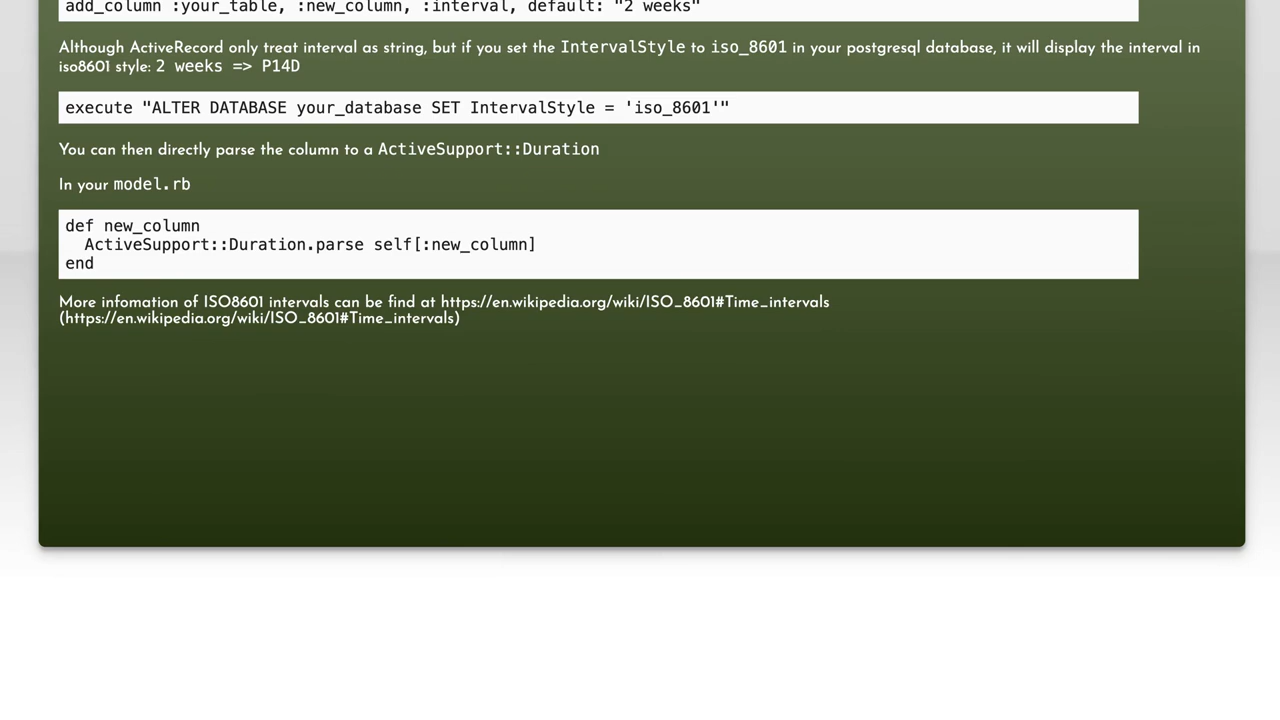 add_column :your_table, :new_column, :interval, default: "2 weeks"
Although ActiveRecord only treat interval as string, but if you set the IntervalStyle to iso_8601 in your postgresql database, it will display the interval in
iso8601 style: 2 weeks => P14D
execute "ALTER DATABASE your_database SET IntervalStyle = 'iso_8601'"
You can then directly parse the column to a ActiveSupport::Duration
In your model.rb
def new_column
  ActiveSupport::Duration.parse self[:new_column]
end
More infomation of ISO8601 intervals can be find at https://en.wikipedia.org/wiki/ISO_8601#Time_intervals
(https://en.wikipedia.org/wiki/ISO_8601#Time_intervals)